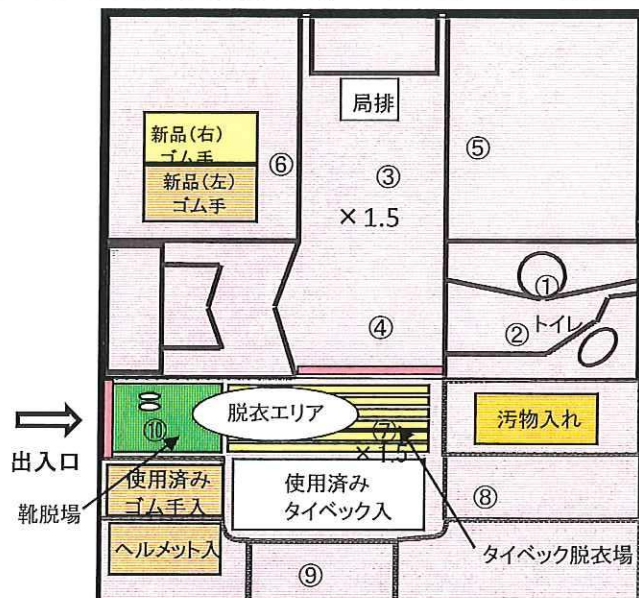 局排
新品(右)
ゴム手
新品(左)
ゴム手
⑥
③
× 1.5
⑤
①
②
トイレ
④
出入口
⑩
脱衣エリア
⑦
× 1.5
汚物入れ
靴脱場
使用済み
ゴム手入
使用済み
タイベック入
⑧
ヘルメット入
⑨
タイベック脱衣場